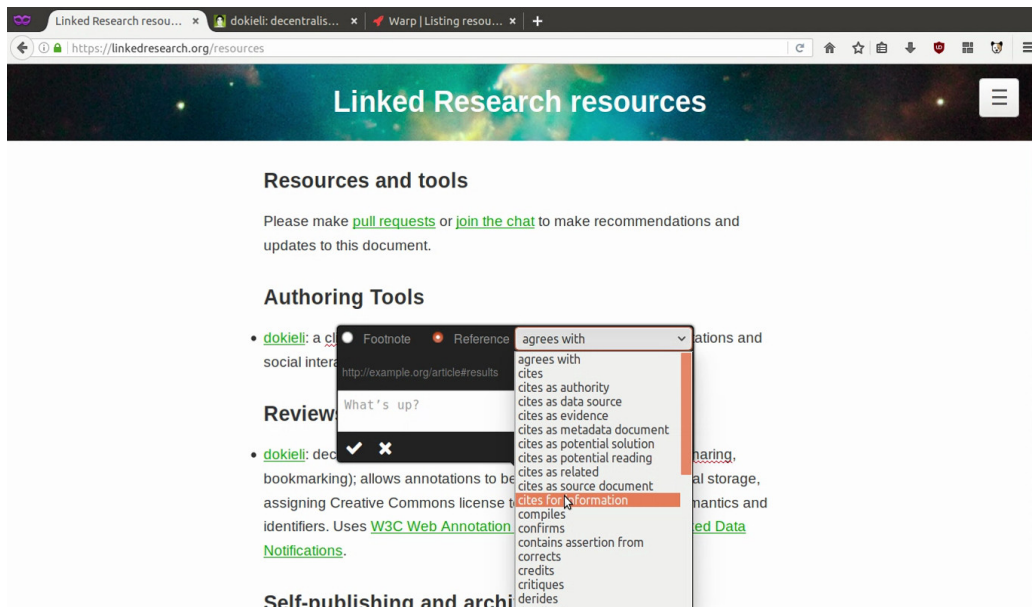 Linked Research resou... × dokieli: decentralis... × Warp | Listing resou... × +
https://linkedresearch.org/resources
Linked Research resources
Resources and tools
Please make pull requests or join the chat to make recommendations and
updates to this document.
Authoring Tools
dokieli: a cl
ations and
social intera
Footnote Reference agrees with
http://example.org/article#results
What's up?
agrees with
cites
cites as authority
cites as data source
cites as evidence
cites as metadata document
cites as potential solution
cites as potential reading
cites as related
cites as source document
cites for information
compiles
confirms
contains assertion from
corrects
credits
critiques
derides
Review
dokieli: dec
haring,
bookmarking); allows annotations to be
al storage,
assigning Creative Commons license t
mantics and
identifiers. Uses W3C Web Annotation
ed Data
Notifications.
Self-publishing and archi